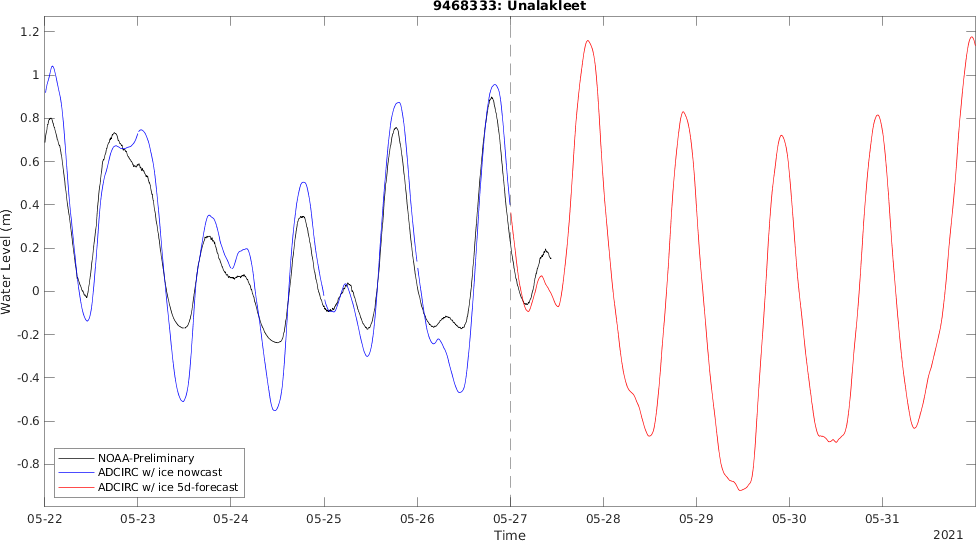 9468333: Unalakleet
Water Level (m)
1.2
1
0.8
0.6
0.4
0.2
0
-0.2
-0.4
-0.6
-0.8
NOAA-Preliminary
ADCIRC w/ ice nowcast
ADCIRC w/ ice 5d-forecast
05-22 05-23 05-24 05-25 05-26 05-27 05-28 05-29 05-30 05-31
Time
2021